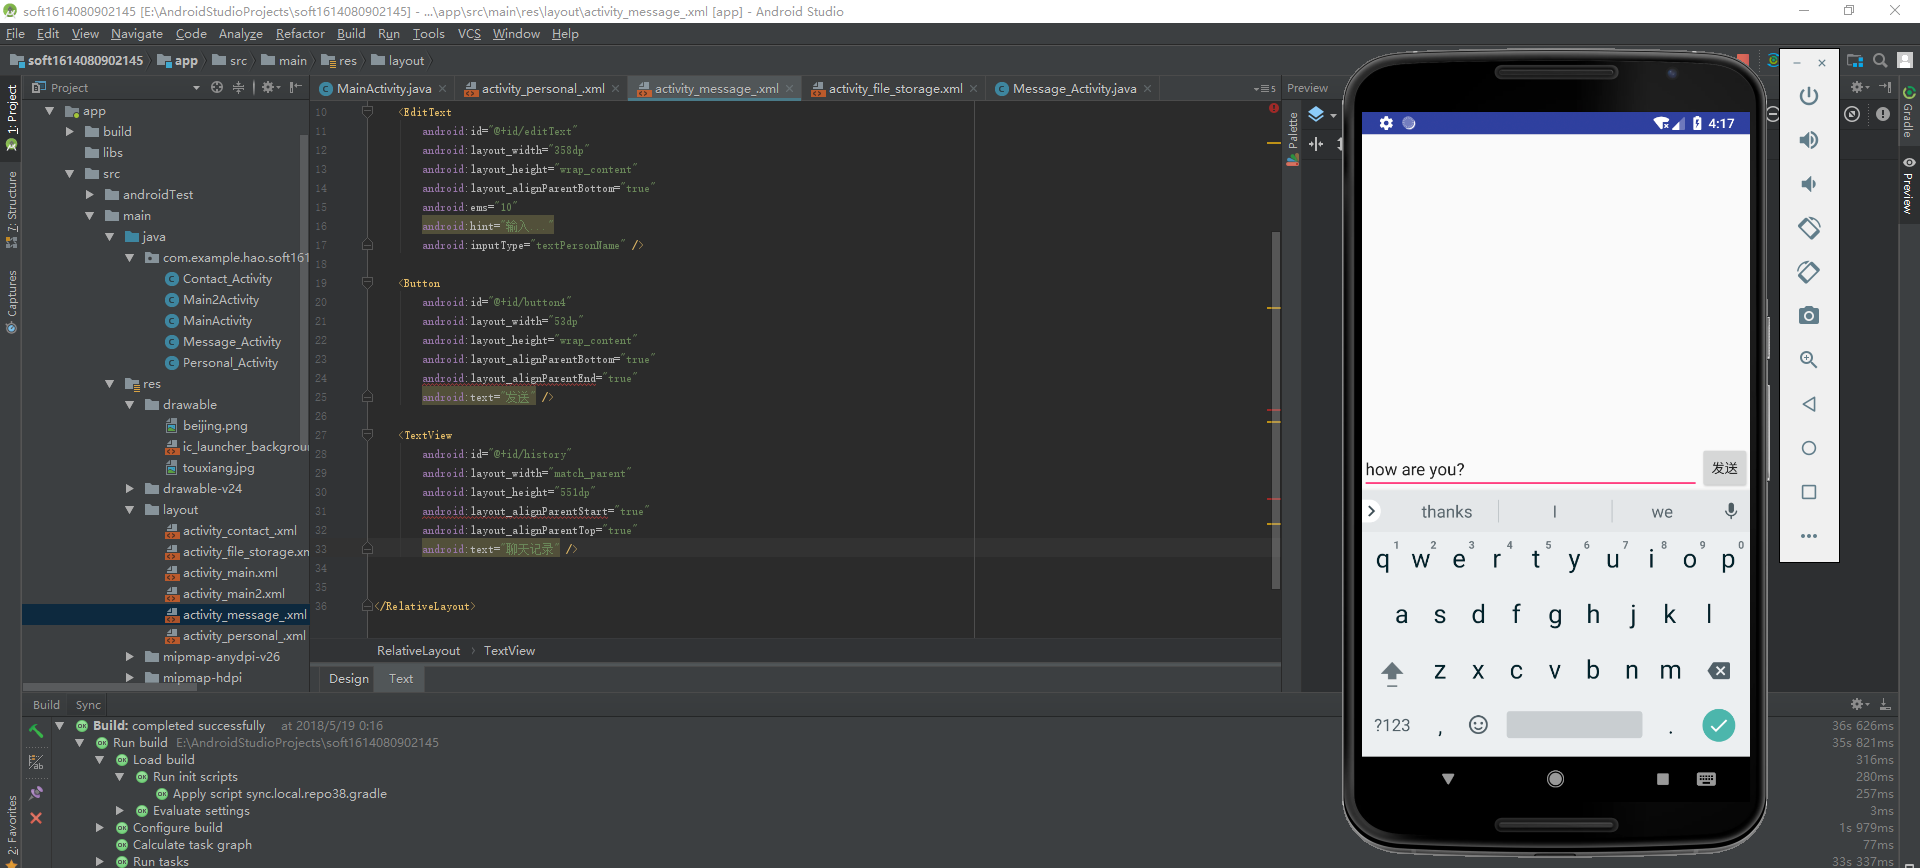 soft1614080902145 [E:\AndroidStudioProjects\soft1614080902145] - ...\app\src\main\res\layout\activity_message_.xml [app] - Android Studio
File Edit View Navigate Code Analyze Refactor Build Run Tools VCS Window Help
soft1614080902145 app src main res layout
Project
MainActivity.java activity_personal_.xml activity_message_.xml activity_file_storage.xml Message_Activity.java
Preview
1: Project
Z: Structure
Captures
2: Favorites
app
build
libs
src
androidTest
main
java
com.example.hao.soft161
Contact_Activity
Main2Activity
MainActivity
Message_Activity
Personal_Activity
res
drawable
beijing.png
ic_launcher_backgrou
touxiang.jpg
drawable-v24
layout
activity_contact_.xml
activity_file_storage.xm
activity_main.xml
activity_main2.xml
activity_message_.xml
activity_personal_.xml
mipmap-anydpi-v26
mipmap-hdpi
10 <EditText
11 android:id="@+id/editText"
12 android:layout_width="358dp"
13 android:layout_height="wrap_content"
14 android:layout_alignParentBottom="true"
15 android:ems="10"
16 android:hint="输入..."
17 android:inputType="textPersonName" />
18
19 <Button
20 android:id="@+id/button4"
21 android:layout_width="53dp"
22 android:layout_height="wrap_content"
23 android:layout_alignParentBottom="true"
24 android:layout_alignParentEnd="true"
25 android:text="发送" />
26
27 <TextView
28 android:id="@+id/history"
29 android:layout_width="match_parent"
30 android:layout_height="551dp"
31 android:layout_alignParentStart="true"
32 android:layout_alignParentTop="true"
33 android:text="聊天记录" />
34
35
36 </RelativeLayout>
RelativeLayout TextView
Design Text
Palette
Gradle
Preview
4:17
how are you?
发送
thanks I we
q 1 w 2 e 3 r 4 t 5 y 6 u 7 i 8 o 9 p 0
a s d f g h j k l
z x c v b n m
?123 , .
Build Sync
Build: completed successfully at 2018/5/19 0:16 36s 626ms
Run build E:\AndroidStudioProjects\soft1614080902145 35s 821ms
Load build 316ms
Run init scripts 280ms
Apply script sync.local.repo38.gradle 257ms
Evaluate settings 3ms
Configure build 1s 979ms
Calculate task graph 77ms
Run tasks 33s 337ms